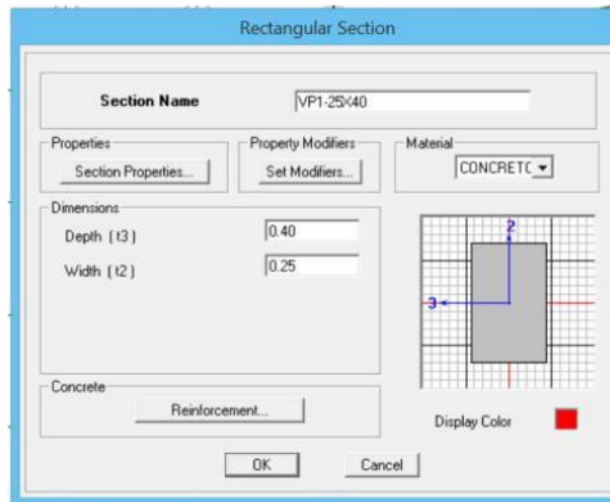 Rectangular Section
Section Name VP1-25X40
Properties Property Modifiers Material
Section Properties... Set Modifiers... CONCRETC
Dimensions
Depth ( t3 ) 0.40
Width ( t2 ) 0.25
2
3
Concrete
Reinforcement...
Display Color
OK Cancel